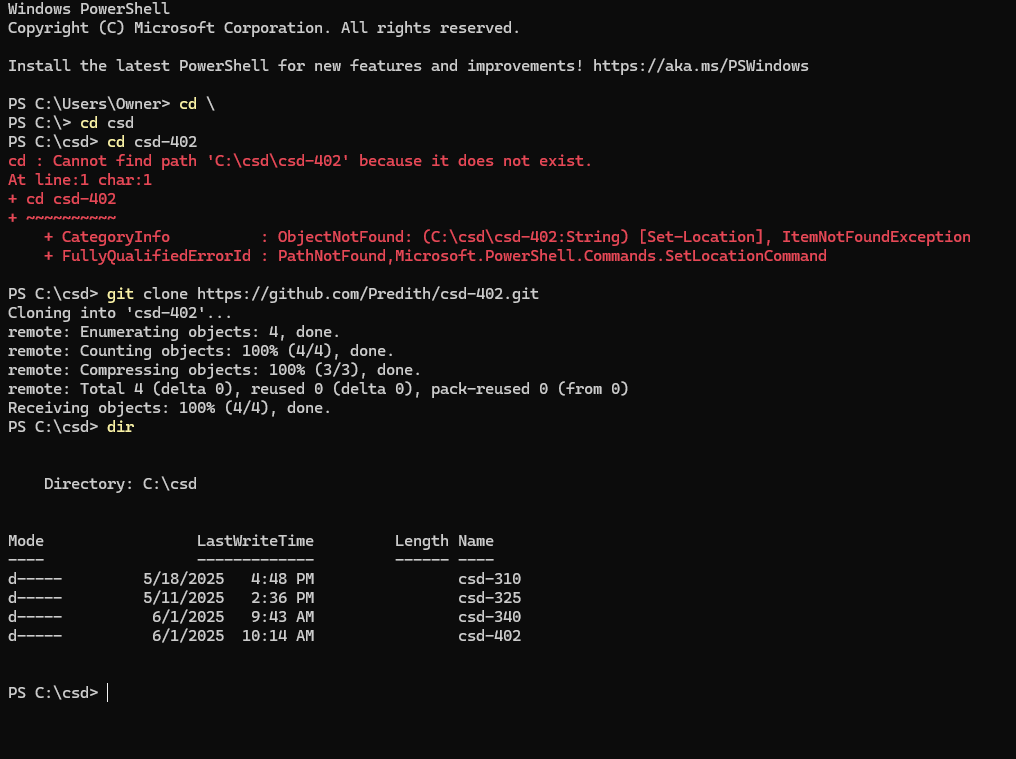 Windows PowerShell
Copyright (C) Microsoft Corporation. All rights reserved.
Install the latest PowerShell for new features and improvements! https://aka.ms/PSWindows
PS C:\Users\Owner> cd \
PS C:\> cd csd
PS C:\csd> cd csd-402
cd : Cannot find path 'C:\csd\csd-402' because it does not exist.
At line:1 char:1
+ cd csd-402
+ ~~~~~~~~~~
    + CategoryInfo          : ObjectNotFound: (C:\csd\csd-402:String) [Set-Location], ItemNotFoundException
    + FullyQualifiedErrorId : PathNotFound,Microsoft.PowerShell.Commands.SetLocationCommand
PS C:\csd> git clone https://github.com/Predith/csd-402.git
Cloning into 'csd-402'...
remote: Enumerating objects: 4, done.
remote: Counting objects: 100% (4/4), done.
remote: Compressing objects: 100% (3/3), done.
remote: Total 4 (delta 0), reused 0 (delta 0), pack-reused 0 (from 0)
Receiving objects: 100% (4/4), done.
PS C:\csd> dir
    Directory: C:\csd
Mode                 LastWriteTime         Length Name
----                 -------------         ------ ----
d-----         5/18/2025   4:48 PM                csd-310
d-----         5/11/2025   2:36 PM                csd-325
d-----          6/1/2025   9:43 AM                csd-340
d-----          6/1/2025  10:14 AM                csd-402
PS C:\csd>